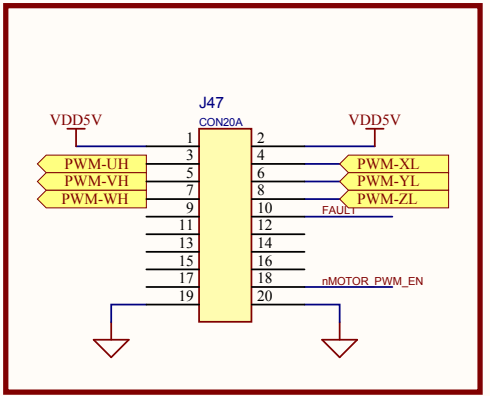 J47
CON20A
VDD5V VDD5V
1 2
PWM-UH 3 4 PWM-XL
PWM-VH 5 6 PWM-YL
PWM-WH 7 8 PWM-ZL
9 10 FAULT
11 12
13 14
15 16
17 18 nMOTOR_PWM_EN
19 20